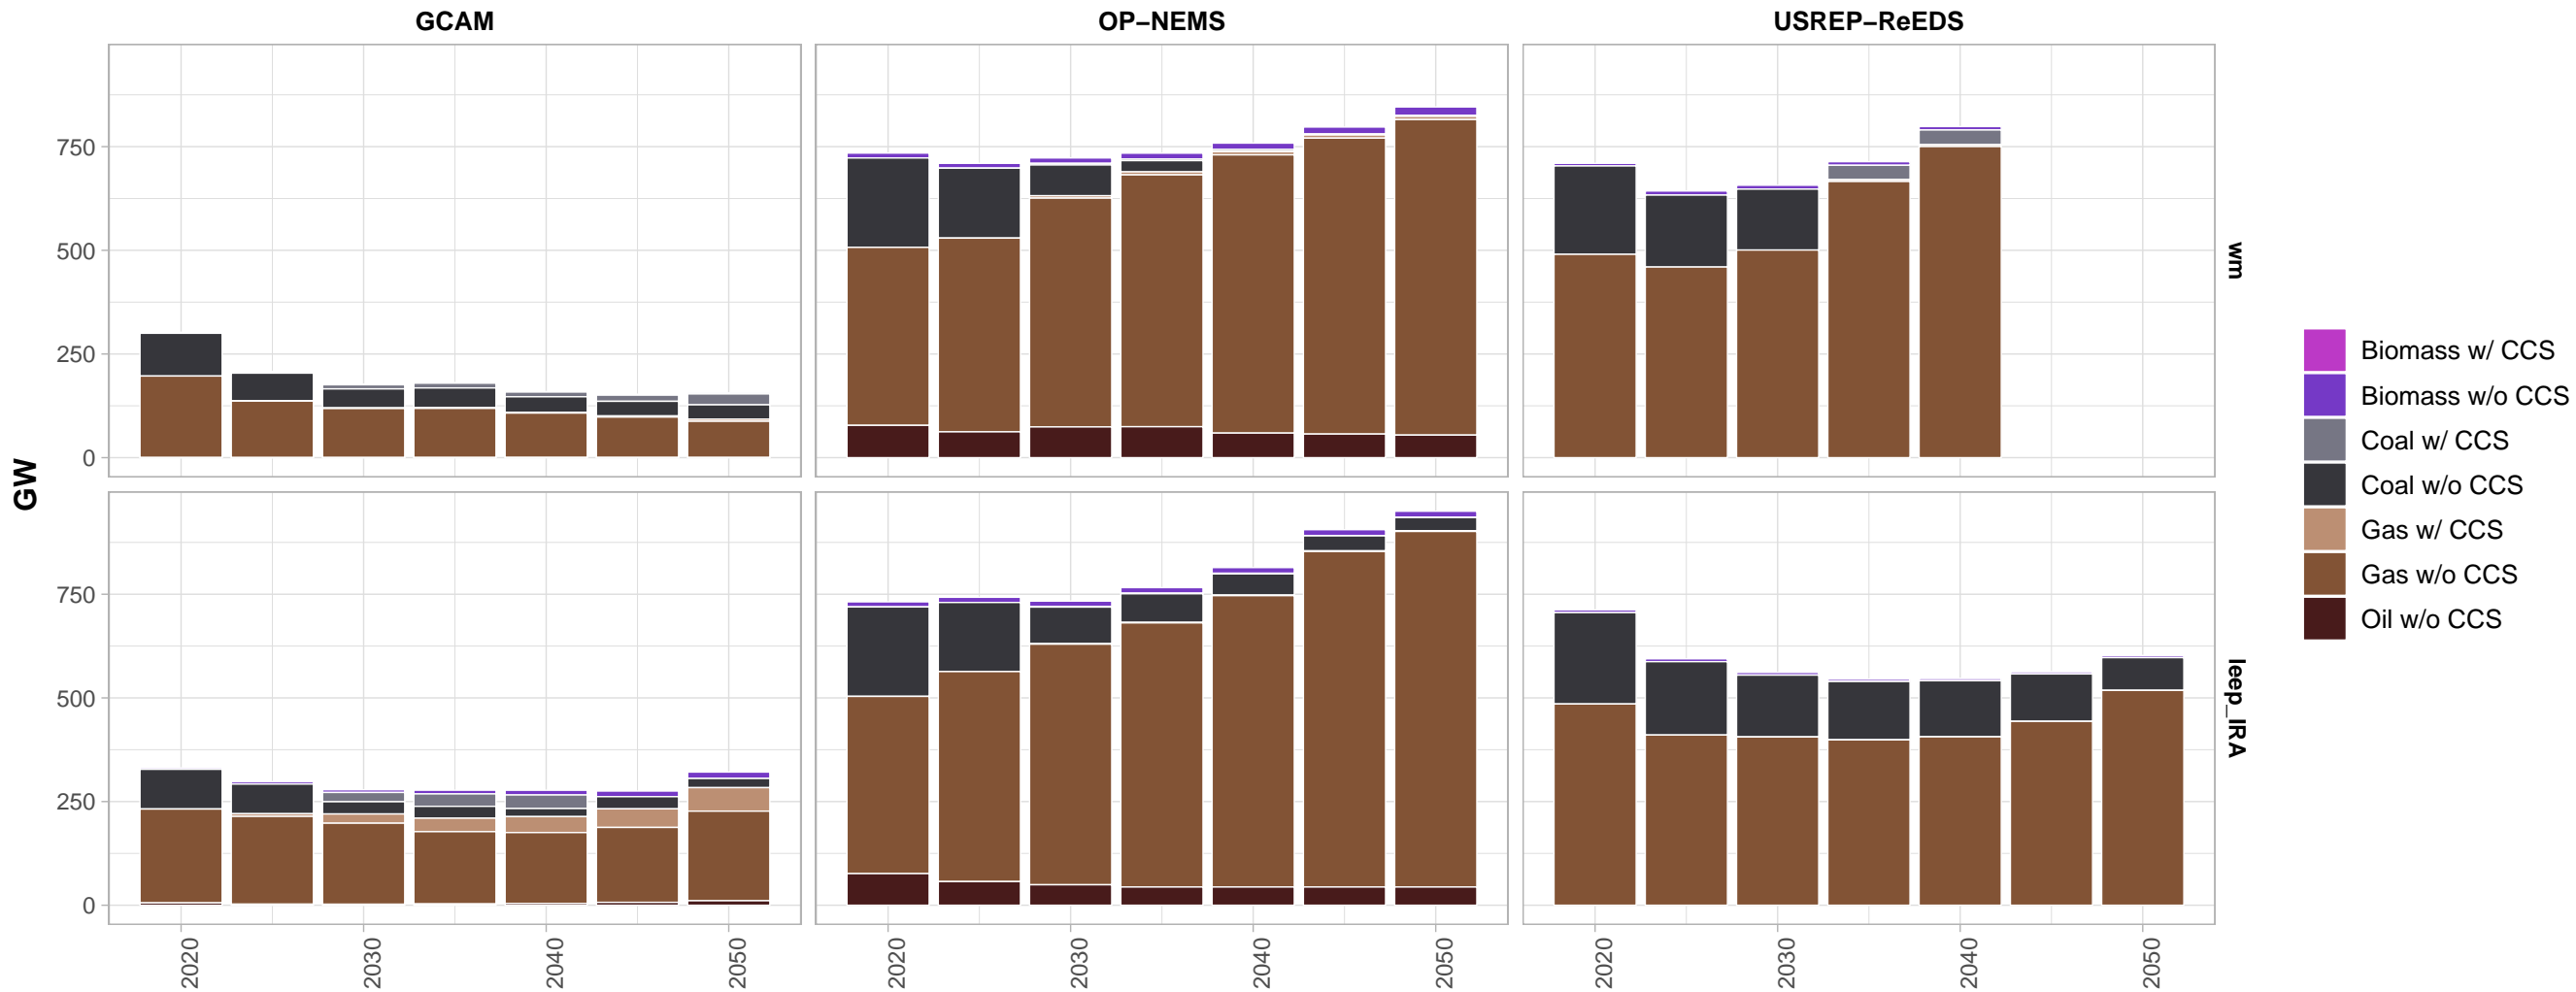 GCAM
OP−NEMS
USREP−ReEDS
GW
750
500
250
0
wm
750
500
250
0
leep_IRA
2020
2030
2040
2050
2020
2030
2040
2050
2020
2030
2040
2050
Biomass w/ CCS
Biomass w/o CCS
Coal w/ CCS
Coal w/o CCS
Gas w/ CCS
Gas w/o CCS
Oil w/o CCS